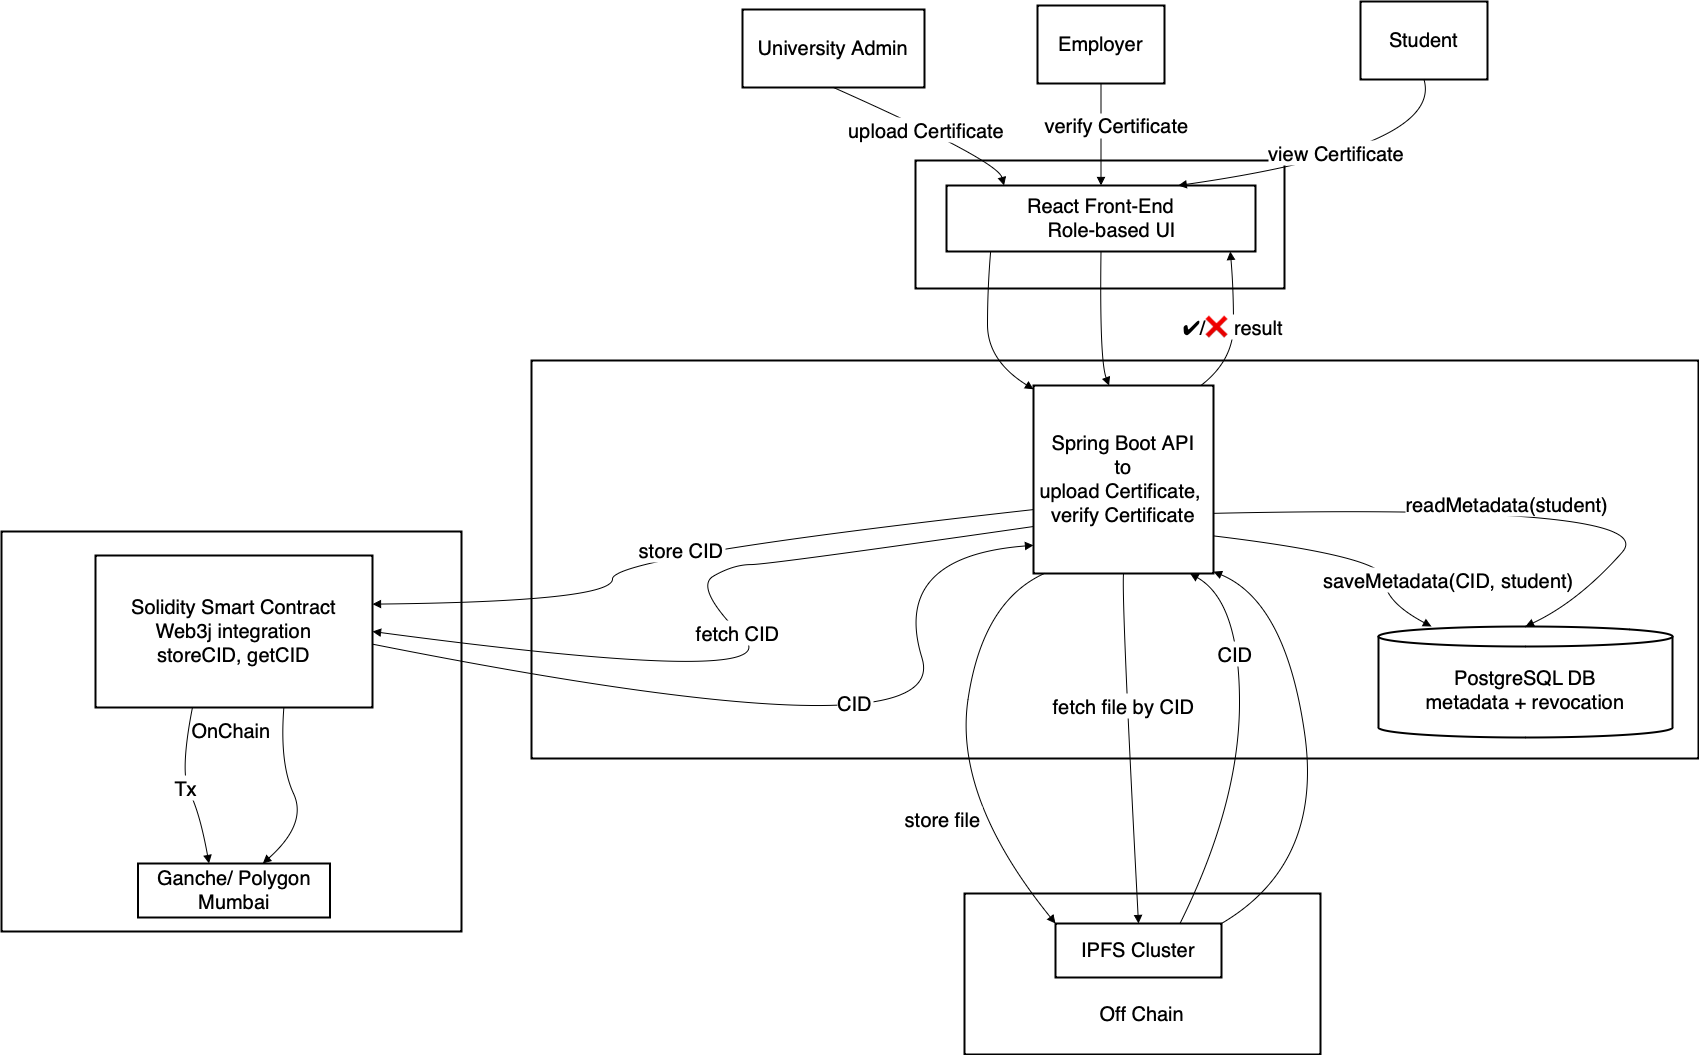 University Admin
Employer
Student
upload Certificate
verify Certificate
view Certificate
React Front-End
Role-based UI
✔/❌ result
Spring Boot API
to
upload Certificate,
verify Certificate
readMetadata(student)
store CID
saveMetadata(CID, student)
Solidity Smart Contract
Web3j integration
storeCID, getCID
fetch CID
CID
PostgreSQL DB
metadata + revocation
CID
fetch file by CID
OnChain
Tx
store file
Ganche/ Polygon
Mumbai
IPFS Cluster
Off Chain